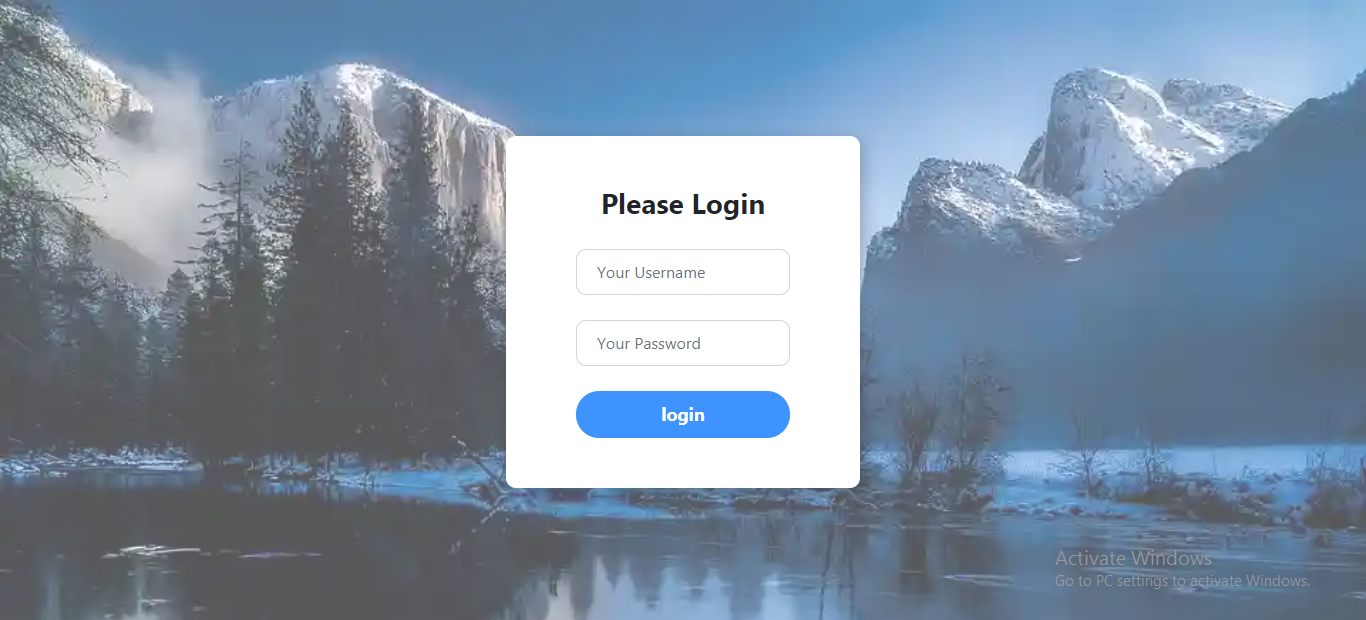 Please Login
Your Username
Your Password
login
Activate Windows
Go to PC settings to activate Windows.